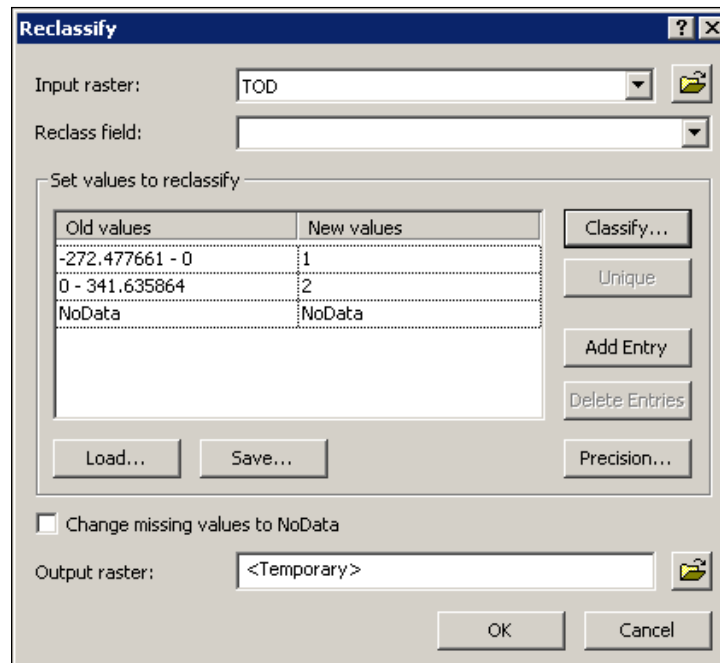 Reclassify
Input raster: TOD
Reclass field:
Set values to reclassify
Old values New values
-272.477661 - 0 1
0 - 341.635864 2
NoData NoData
Classify...
Unique
Add Entry
Delete Entries
Load... Save... Precision...
Change missing values to NoData
Output raster: <Temporary>
OK Cancel